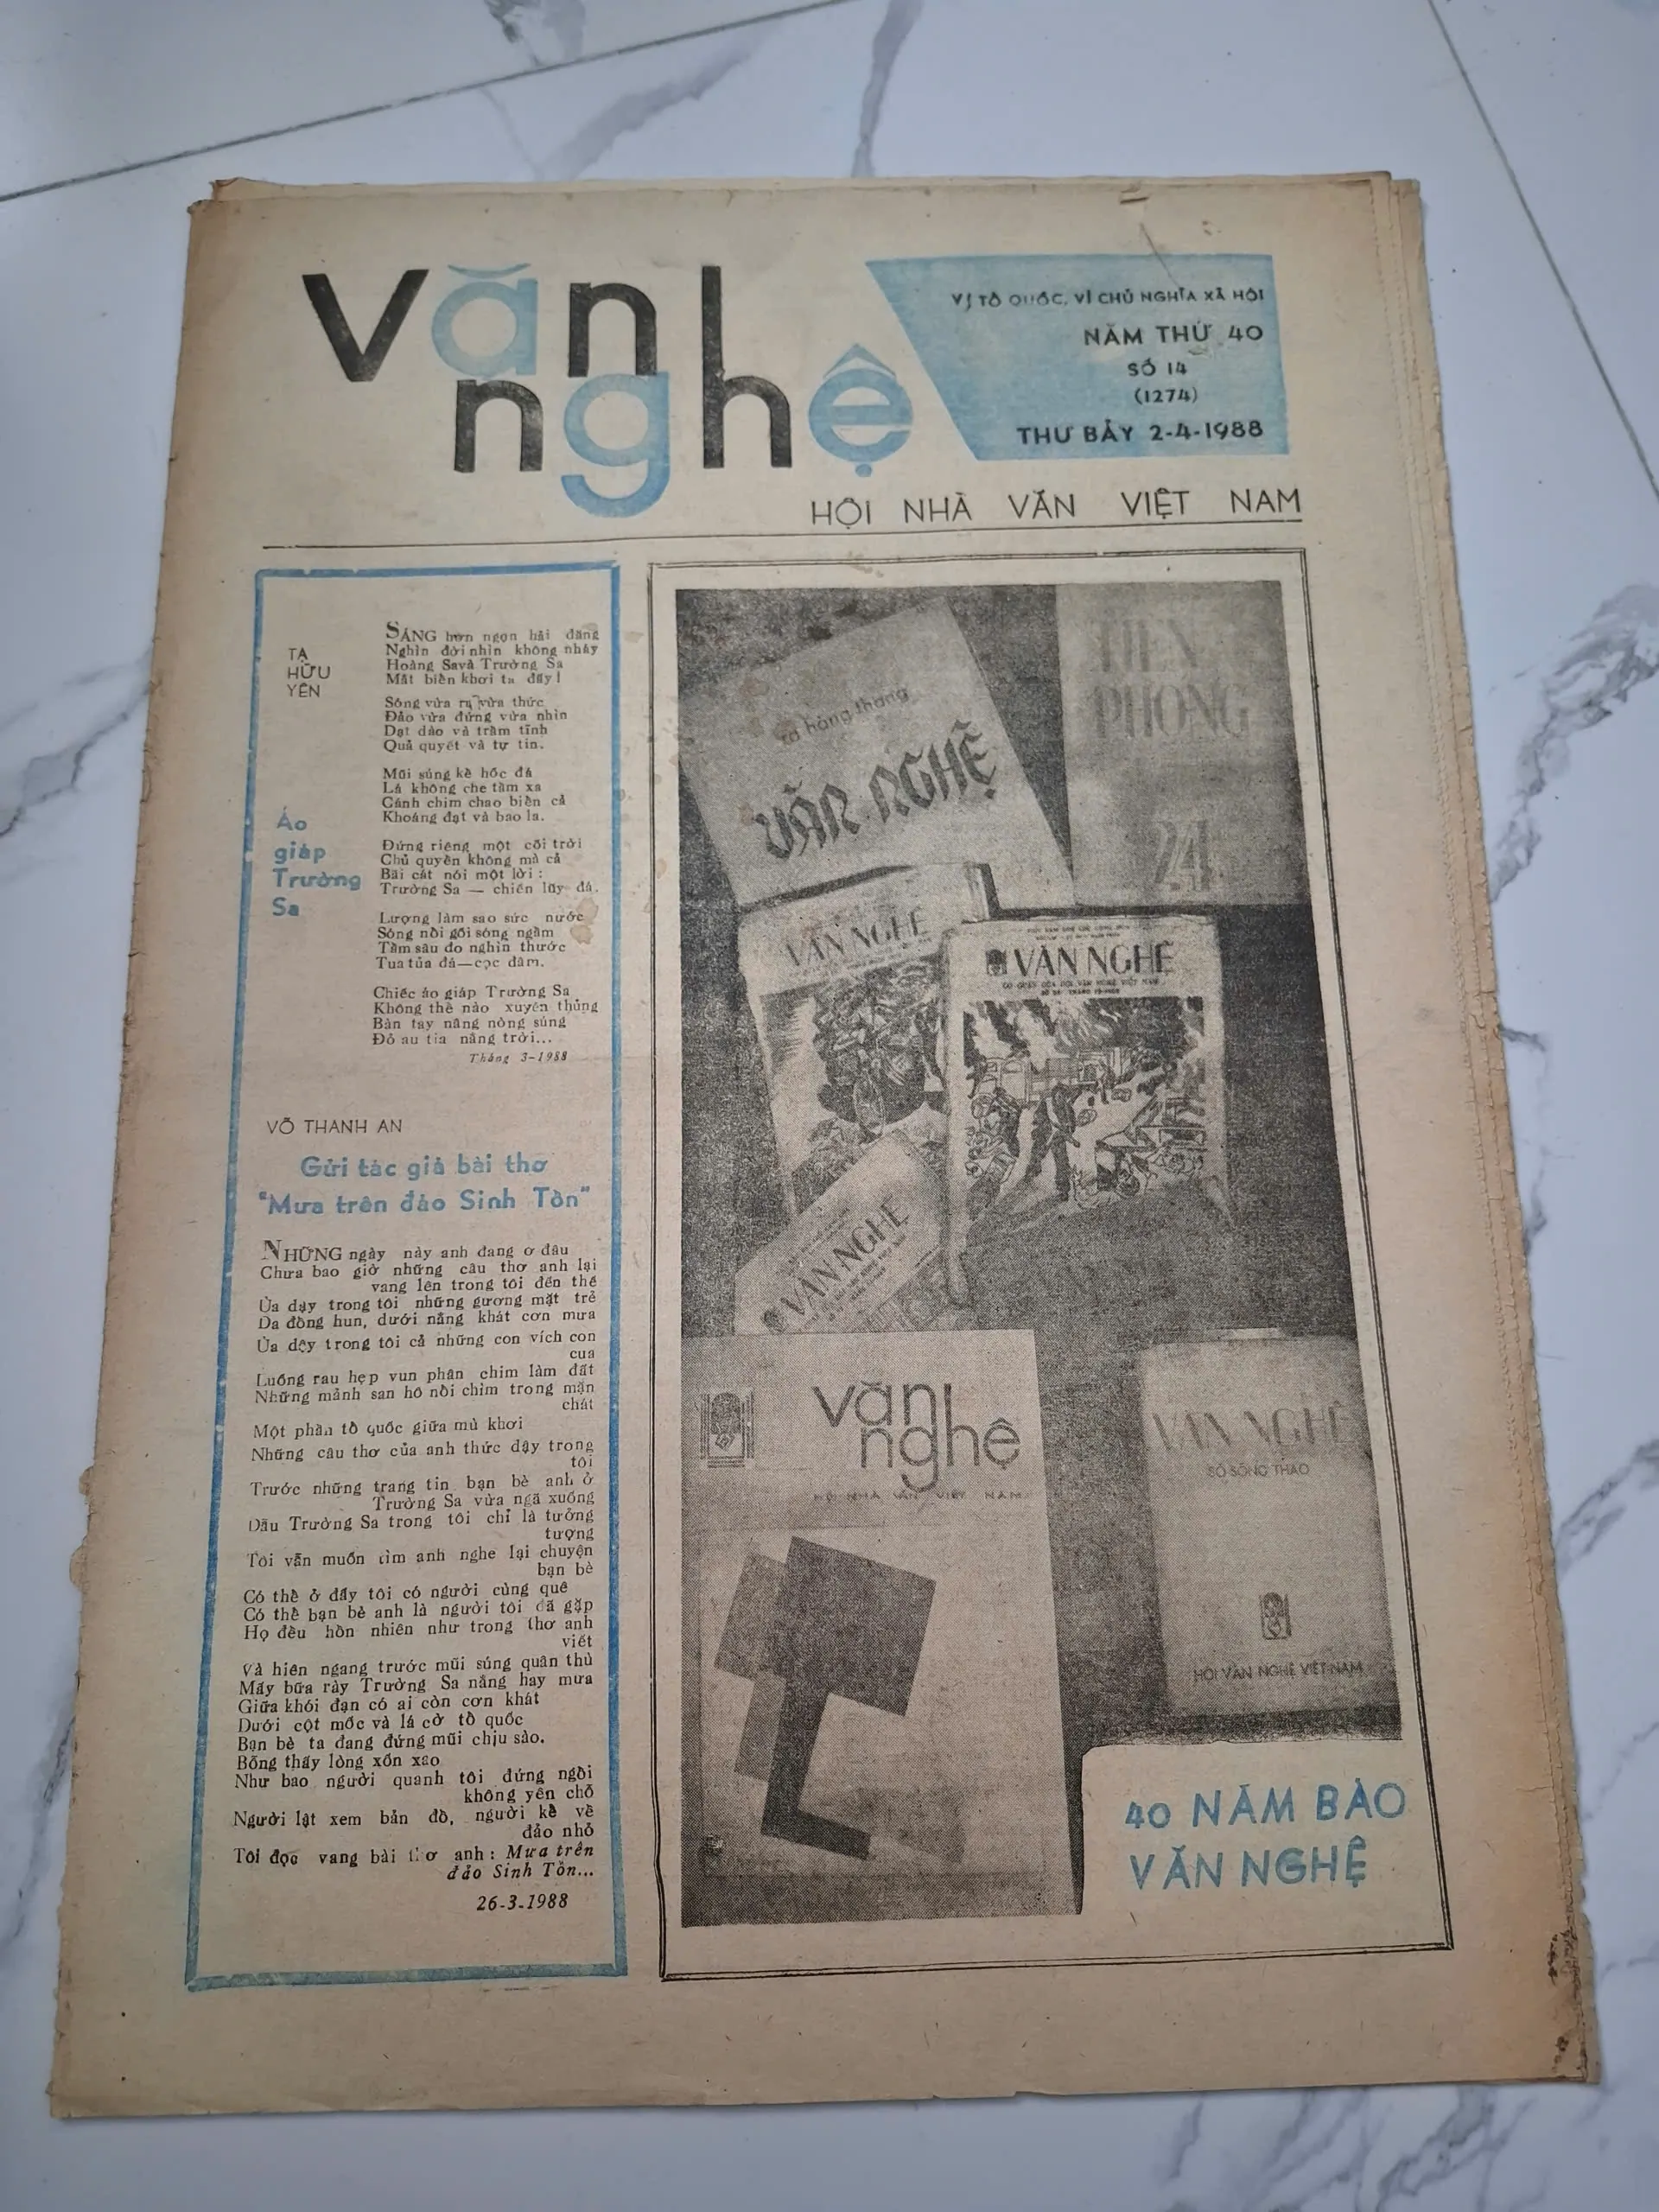 Văn nghệ
VÌ TỔ QUỐC, VÌ CHỦ NGHĨA XÃ HỘI
NĂM THỨ 40
SỐ 14
(1274)
THỨ BẢY 2-4-1988
HỘI NHÀ VĂN VIỆT NAM
TẠ
HỮU
YÊN
Áo
giáp
Trường
Sa
SÁNG hơn ngọn hải đăng
Nghìn đời nhìn không nháy
Hoàng Sa và Trường Sa
Mắt biển khơi ta đấy!
Sóng vừa ru vừa thức
Đảo vừa đứng vừa nhìn
Dạt dào và trầm tĩnh
Quả quyết và tự tin.
Mũi súng kề hốc đá
Lá không che tầm xa
Cánh chim chao biển cả
Khoáng đạt và bao la.
Đứng riêng một cõi trời
Chủ quyền không mà cả
Bãi cát nói một lời:
Trường Sa — chiến lũy đá.
Lượng làm sao sức nước
Sóng nổi gối sóng ngầm
Tầm sâu đo nghìn thước
Tua tủa đá—cọc đâm.
Chiếc áo giáp Trường Sa
Không thể nào xuyên thủng
Bàn tay nâng nòng súng
Đỏ au tia nắng trời...
Tháng 3-1988
VÕ THANH AN
Gửi tác giả bài thơ
"Mưa trên đảo Sinh Tồn"
NHỮNG ngày này anh đang ở đâu
Chưa bao giờ những câu thơ anh lại
vang lên trong tôi đến thế
Ùa dậy trong tôi những gương mặt trẻ
Da đồng hun, dưới nắng khát cơn mưa
Ùa dậy trong tôi cả những con vích con
cua
Luống rau hẹp vun phân chim làm đất
Những mảnh san hô nổi chìm trong mặn
chát
Một phần tổ quốc giữa mù khơi
Những câu thơ của anh thức dậy trong
tôi
Trước những trang tin bạn bè anh ở
Trường Sa vừa ngã xuống
Dẫu Trường Sa trong tôi chỉ là tưởng
tượng
Tôi vẫn muốn tìm anh nghe lại chuyện
bạn bè
Có thể ở đấy tôi có người cùng quê
Có thể bạn bè anh là người tôi đã gặp
Họ đều hồn nhiên như trong thơ anh
viết
Và hiên ngang trước mũi súng quân thù
Mấy bữa rày Trường Sa nắng hay mưa
Giữa khói đạn có ai còn cơn khát
Dưới cột mốc và lá cờ tổ quốc
Bạn bè ta đang đứng mũi chịu sào.
Bỗng thấy lòng xốn xao
Như bao người quanh tôi đứng ngồi
không yên chỗ
Người lật xem bản đồ, người kể về
đảo nhỏ
Tôi đọc vang bài thơ anh: Mưa trên
đảo Sinh Tồn...
26-3-1988
TIÊN
PHONG
24
ra hàng tháng
VĂN NGHỆ
VĂN NGHỆ
VĂN NGHỆ
CƠ QUAN CỦA HỘI VĂN NGHỆ VIỆT NAM
VĂN NGHỆ
Văn nghệ
HỘI NHÀ VĂN VIỆT NAM
VĂN NGHỆ
SỐ SÔNG THAO
HỘI VĂN NGHỆ VIỆT NAM
40 NĂM BÁO
VĂN NGHỆ